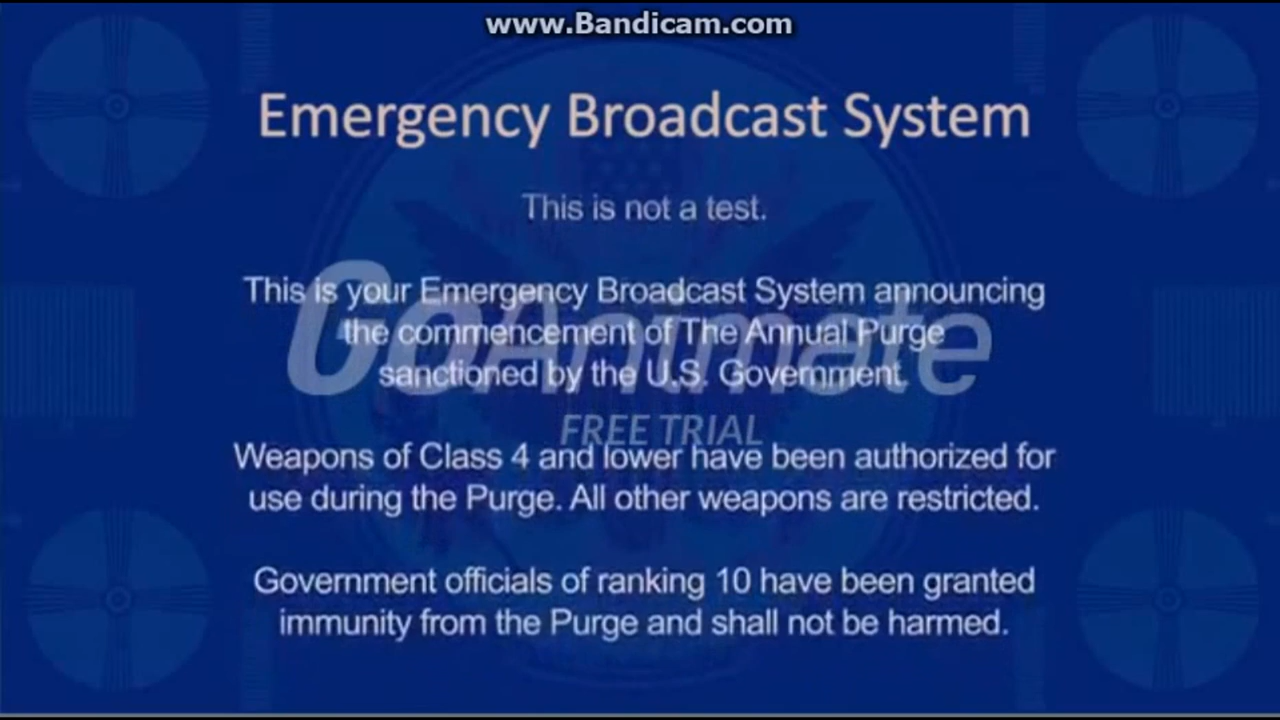 www.Bandicam.com
Emergency Broadcast System
This is not a test.
This is your Emergency Broadcast System announcing
the commencement of The Annual Purge
sanctioned by the U.S. Government.
GoAnimate
FREE TRIAL
Weapons of Class 4 and lower have been authorized for
use during the Purge. All other weapons are restricted.
Government officials of ranking 10 have been granted
immunity from the Purge and shall not be harmed.